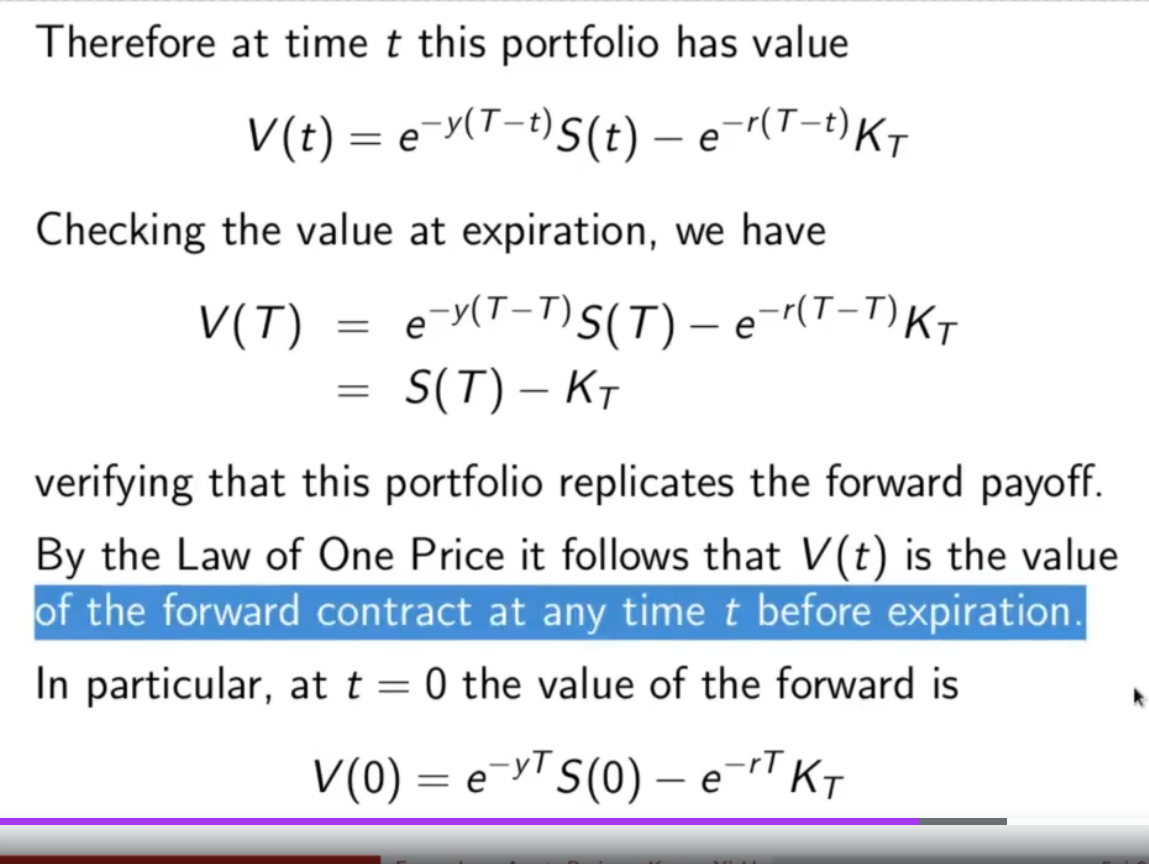 Therefore at time t this portfolio has value
V(t) = e^{−y(T−t)}S(t) − e^{−r(T−t)}K_T
Checking the value at expiration, we have
V(T) = e^{−y(T−T)}S(T) − e^{−r(T−T)}K_T
= S(T) − K_T
verifying that this portfolio replicates the forward payoff.
By the Law of One Price it follows that V(t) is the value
of the forward contract at any time t before expiration.
In particular, at t = 0 the value of the forward is
V(0) = e^{−yT}S(0) − e^{−rT}K_T